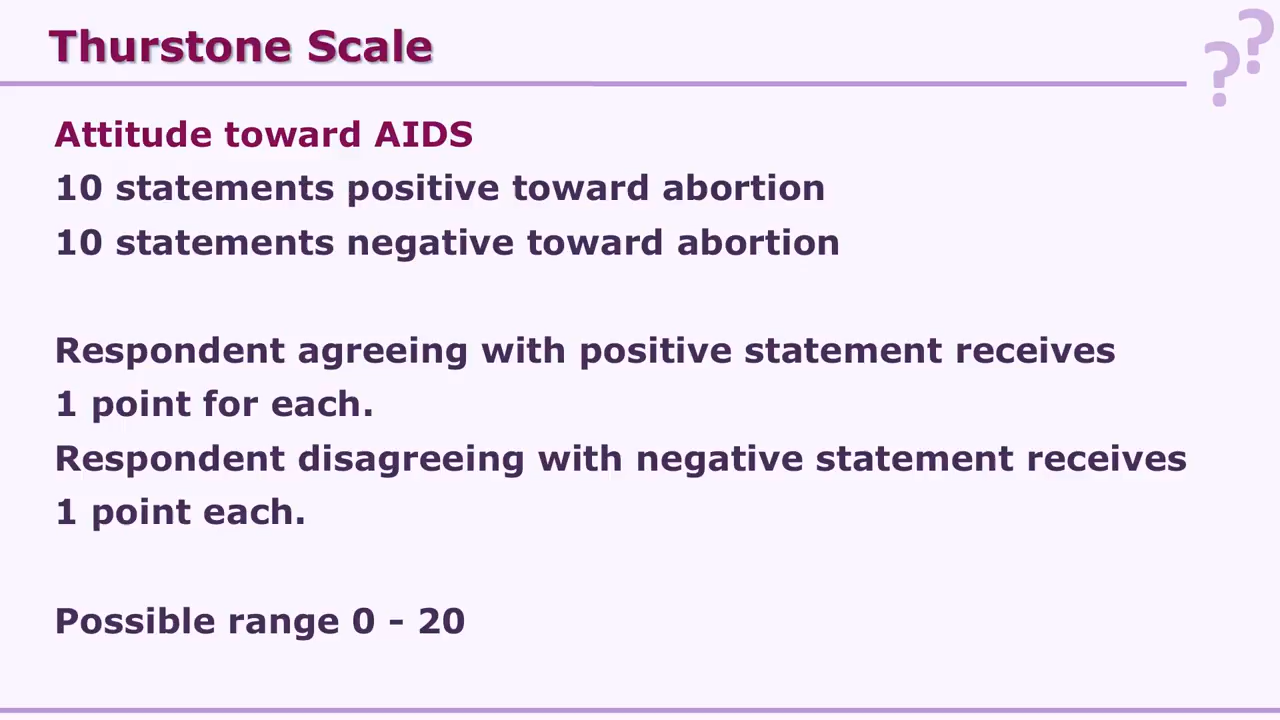 Thurstone Scale
??
Attitude toward AIDS
10 statements positive toward abortion
10 statements negative toward abortion
Respondent agreeing with positive statement receives
1 point for each.
Respondent disagreeing with negative statement receives
1 point each.
Possible range 0 - 20